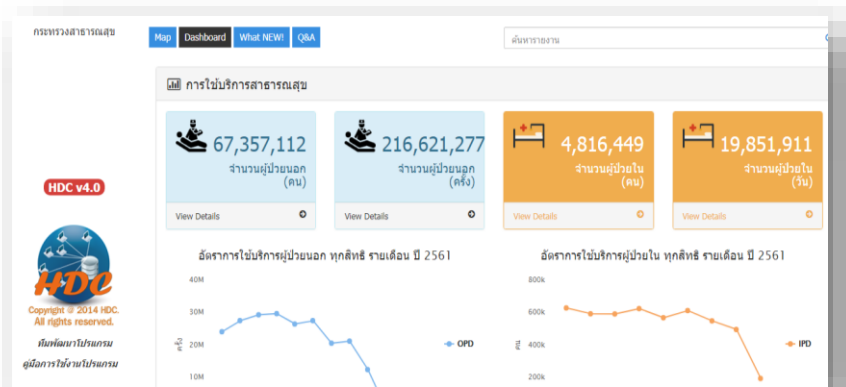 กระทรวงสาธารณสุข
Map Dashboard What NEW! Q&A
ค้นหารายงาน
การใช้บริการสาธารณสุข
67,357,112
จำนวนผู้ป่วยนอก
(คน)
View Details
216,621,277
จำนวนผู้ป่วยนอก
(ครั้ง)
View Details
4,816,449
จำนวนผู้ป่วยใน
(คน)
View Details
19,851,911
จำนวนผู้ป่วยใน
(วัน)
View Details
HDC v4.0
HDC
Copyright @ 2014 HDC.
All rights reserved.
ทีมพัฒนาโปรแกรม
คู่มือการใช้งานโปรแกรม
อัตราการใช้บริการผู้ป่วยนอก ทุกสิทธิ รายเดือน ปี 2561
40M
30M
20M
10M
ครั้ง
OPD
อัตราการใช้บริการผู้ป่วยใน ทุกสิทธิ รายเดือน ปี 2561
800k
600k
400k
200k
คน
IPD